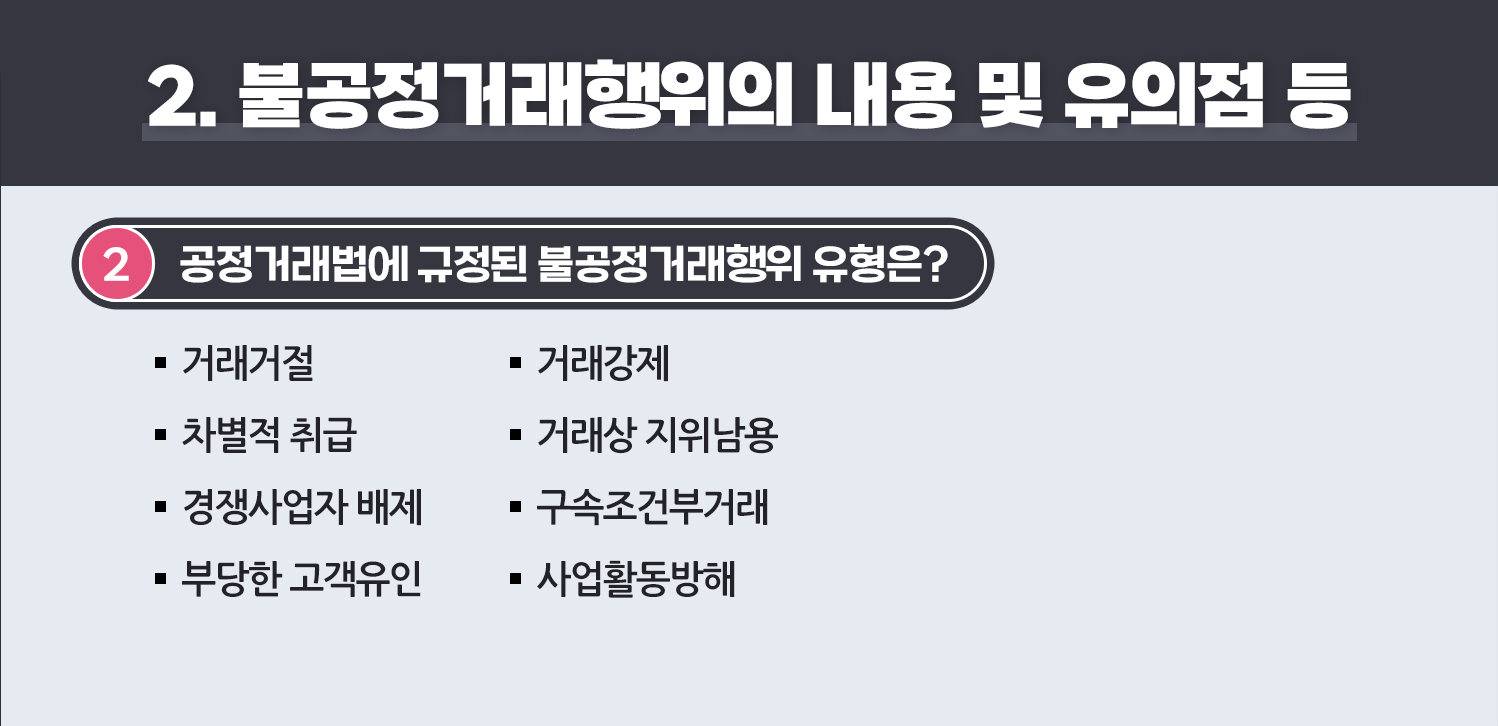 2. 불공정거래행위의 내용 및 유의점 등
2 공정거래법에 규정된 불공정거래행위 유형은?
▪ 거래거절
▪ 차별적 취급
▪ 경쟁사업자 배제
▪ 부당한 고객유인
▪ 거래강제
▪ 거래상 지위남용
▪ 구속조건부거래
▪ 사업활동방해